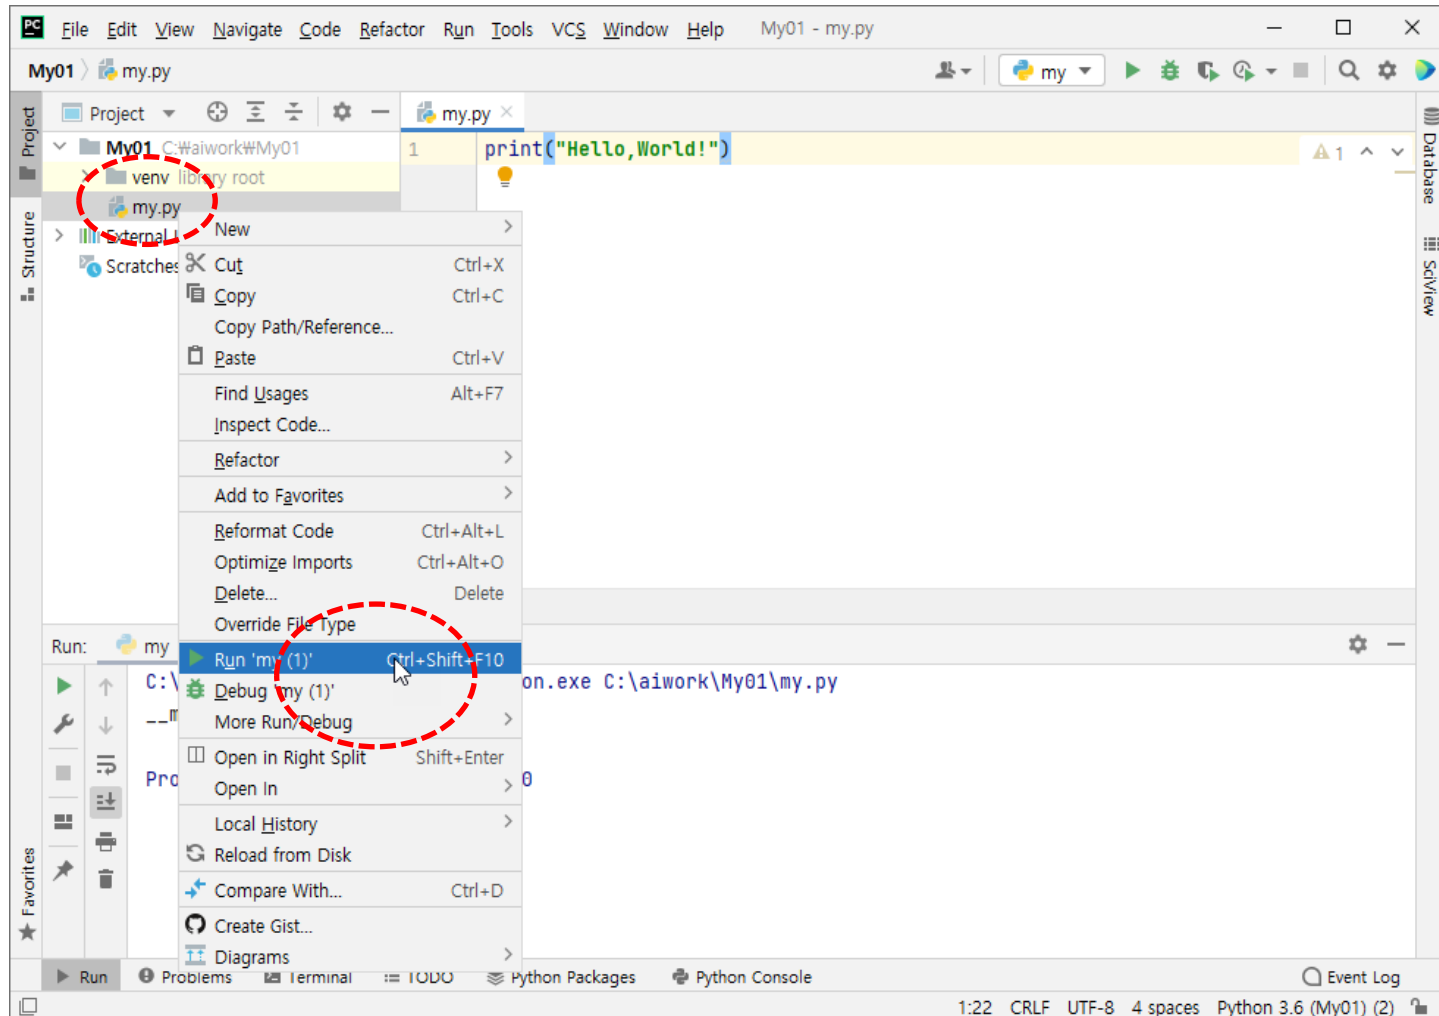 PC File Edit View Navigate Code Refactor Run Tools VCS Window Help My01 - my.py
My01 my.py my
Project my.py
My01 C:₩aiwork₩My01
1 print("Hello,World!") 1
venv library root
my.py
External
Scratches
Project
Structure
Favorites
Database
SciView
New
Cut Ctrl+X
Copy Ctrl+C
Copy Path/Reference...
Paste Ctrl+V
Find Usages Alt+F7
Inspect Code...
Refactor
Add to Favorites
Reformat Code Ctrl+Alt+L
Optimize Imports Ctrl+Alt+O
Delete... Delete
Override File Type
Run 'my (1)' Ctrl+Shift+F10
Debug 'my (1)'
More Run/Debug
Open in Right Split Shift+Enter
Open In
Local History
Reload from Disk
Compare With... Ctrl+D
Create Gist...
Diagrams
Run: my
C:\ on.exe C:\aiwork\My01\my.py
__m
Pro 0
Run Problems Terminal TODO Python Packages Python Console Event Log
1:22 CRLF UTF-8 4 spaces Python 3.6 (My01) (2)